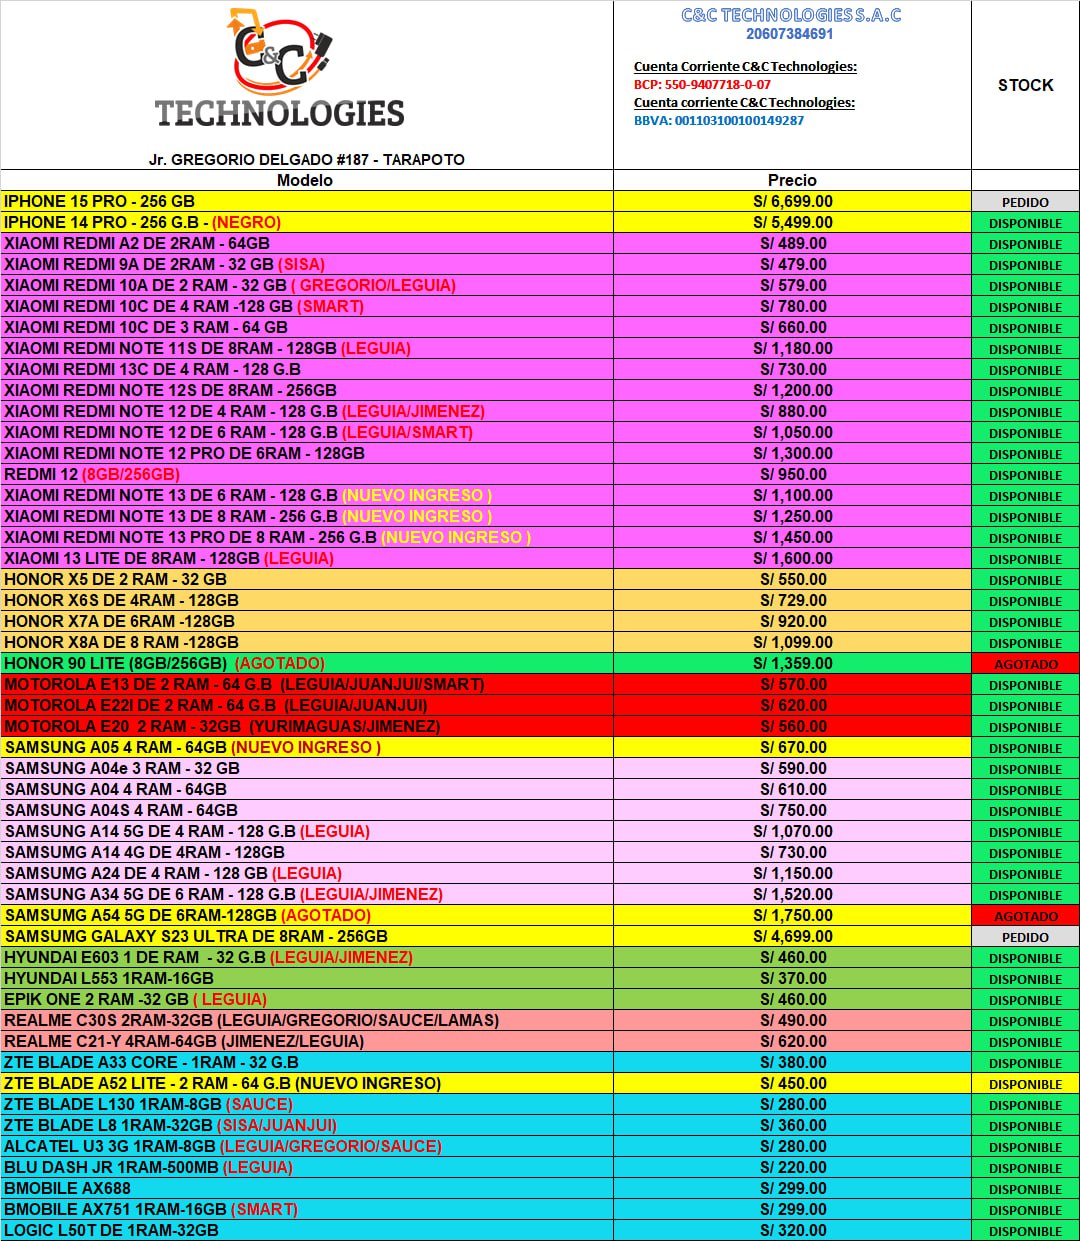 C&C
TECHNOLOGIES
Jr. GREGORIO DELGADO #187 - TARAPOTO
C&C TECHNOLOGIES S.A.C
20607384691
Cuenta Corriente C&C Technologies:
BCP: 550-9407718-0-07
Cuenta corriente C&C Technologies:
BBVA: 001103100100149287
STOCK
Modelo Precio
IPHONE 15 PRO - 256 GB S/ 6,699.00 PEDIDO
IPHONE 14 PRO - 256 G.B - (NEGRO) S/ 5,499.00 DISPONIBLE
XIAOMI REDMI A2 DE 2RAM - 64GB S/ 489.00 DISPONIBLE
XIAOMI REDMI 9A DE 2RAM - 32 GB (SISA) S/ 479.00 DISPONIBLE
XIAOMI REDMI 10A DE 2 RAM - 32 GB ( GREGORIO/LEGUIA) S/ 579.00 DISPONIBLE
XIAOMI REDMI 10C DE 4 RAM -128 GB (SMART) S/ 780.00 DISPONIBLE
XIAOMI REDMI 10C DE 3 RAM - 64 GB S/ 660.00 DISPONIBLE
XIAOMI REDMI NOTE 11S DE 8RAM - 128GB (LEGUIA) S/ 1,180.00 DISPONIBLE
XIAOMI REDMI 13C DE 4 RAM - 128 G.B S/ 730.00 DISPONIBLE
XIAOMI REDMI NOTE 12S DE 8RAM - 256GB S/ 1,200.00 DISPONIBLE
XIAOMI REDMI NOTE 12 DE 4 RAM - 128 G.B (LEGUIA/JIMENEZ) S/ 880.00 DISPONIBLE
XIAOMI REDMI NOTE 12 DE 6 RAM - 128 G.B (LEGUIA/SMART) S/ 1,050.00 DISPONIBLE
XIAOMI REDMI NOTE 12 PRO DE 6RAM - 128GB S/ 1,300.00 DISPONIBLE
REDMI 12 (8GB/256GB) S/ 950.00 DISPONIBLE
XIAOMI REDMI NOTE 13 DE 6 RAM - 128 G.B (NUEVO INGRESO ) S/ 1,100.00 DISPONIBLE
XIAOMI REDMI NOTE 13 DE 8 RAM - 256 G.B (NUEVO INGRESO ) S/ 1,250.00 DISPONIBLE
XIAOMI REDMI NOTE 13 PRO DE 8 RAM - 256 G.B (NUEVO INGRESO ) S/ 1,450.00 DISPONIBLE
XIAOMI 13 LITE DE 8RAM - 128GB (LEGUIA) S/ 1,600.00 DISPONIBLE
HONOR X5 DE 2 RAM - 32 GB S/ 550.00 DISPONIBLE
HONOR X6S DE 4RAM - 128GB S/ 729.00 DISPONIBLE
HONOR X7A DE 6RAM -128GB S/ 920.00 DISPONIBLE
HONOR X8A DE 8 RAM -128GB S/ 1,099.00 DISPONIBLE
HONOR 90 LITE (8GB/256GB) (AGOTADO) S/ 1,359.00 AGOTADO
MOTOROLA E13 DE 2 RAM - 64 G.B (LEGUIA/JUANJUI/SMART) S/ 570.00 DISPONIBLE
MOTOROLA E22I DE 2 RAM - 64 G.B (LEGUIA/JUANJUI) S/ 620.00 DISPONIBLE
MOTOROLA E20 2 RAM - 32GB (YURIMAGUAS/JIMENEZ) S/ 560.00 DISPONIBLE
SAMSUNG A05 4 RAM - 64GB (NUEVO INGRESO ) S/ 670.00 DISPONIBLE
SAMSUNG A04e 3 RAM - 32 GB S/ 590.00 DISPONIBLE
SAMSUNG A04 4 RAM - 64GB S/ 610.00 DISPONIBLE
SAMSUNG A04S 4 RAM - 64GB S/ 750.00 DISPONIBLE
SAMSUNG A14 5G DE 4 RAM - 128 G.B (LEGUIA) S/ 1,070.00 DISPONIBLE
SAMSUMG A14 4G DE 4RAM - 128GB S/ 730.00 DISPONIBLE
SAMSUMG A24 DE 4 RAM - 128 GB (LEGUIA) S/ 1,150.00 DISPONIBLE
SAMSUNG A34 5G DE 6 RAM - 128 G.B (LEGUIA/JIMENEZ) S/ 1,520.00 DISPONIBLE
SAMSUMG A54 5G DE 6RAM-128GB (AGOTADO) S/ 1,750.00 AGOTADO
SAMSUMG GALAXY S23 ULTRA DE 8RAM - 256GB S/ 4,699.00 PEDIDO
HYUNDAI E603 1 DE RAM - 32 G.B (LEGUIA/JIMENEZ) S/ 460.00 DISPONIBLE
HYUNDAI L553 1RAM-16GB S/ 370.00 DISPONIBLE
EPIK ONE 2 RAM -32 GB ( LEGUIA) S/ 460.00 DISPONIBLE
REALME C30S 2RAM-32GB (LEGUIA/GREGORIO/SAUCE/LAMAS) S/ 490.00 DISPONIBLE
REALME C21-Y 4RAM-64GB (JIMENEZ/LEGUIA) S/ 620.00 DISPONIBLE
ZTE BLADE A33 CORE - 1RAM - 32 G.B S/ 380.00 DISPONIBLE
ZTE BLADE A52 LITE - 2 RAM - 64 G.B (NUEVO INGRESO) S/ 450.00 DISPONIBLE
ZTE BLADE L130 1RAM-8GB (SAUCE) S/ 280.00 DISPONIBLE
ZTE BLADE L8 1RAM-32GB (SISA/JUANJUI) S/ 360.00 DISPONIBLE
ALCATEL U3 3G 1RAM-8GB (LEGUIA/GREGORIO/SAUCE) S/ 280.00 DISPONIBLE
BLU DASH JR 1RAM-500MB (LEGUIA) S/ 220.00 DISPONIBLE
BMOBILE AX688 S/ 299.00 DISPONIBLE
BMOBILE AX751 1RAM-16GB (SMART) S/ 299.00 DISPONIBLE
LOGIC L50T DE 1RAM-32GB S/ 320.00 DISPONIBLE